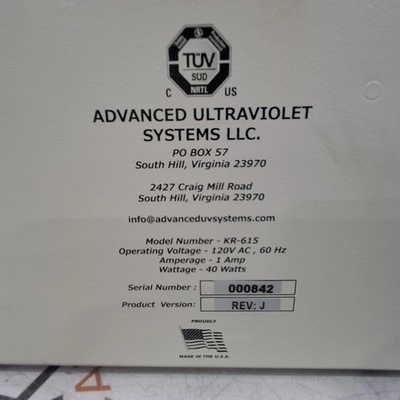 TÜV
SÜD
NRTL
C US
ADVANCED ULTRAVIOLET
SYSTEMS LLC.
PO BOX 57
South Hill, Virginia 23970
2427 Craig Mill Road
South Hill, Virginia 23970
info@advanceduvsystems.com
Model Number - KR-615
Operating Voltage - 120V AC , 60 Hz
Amperage - 1 Amp
Wattage - 40 Watts
Serial Number : 000842
Product Version: REV: J
PROUDLY
MADE IN THE U.S.A.
4